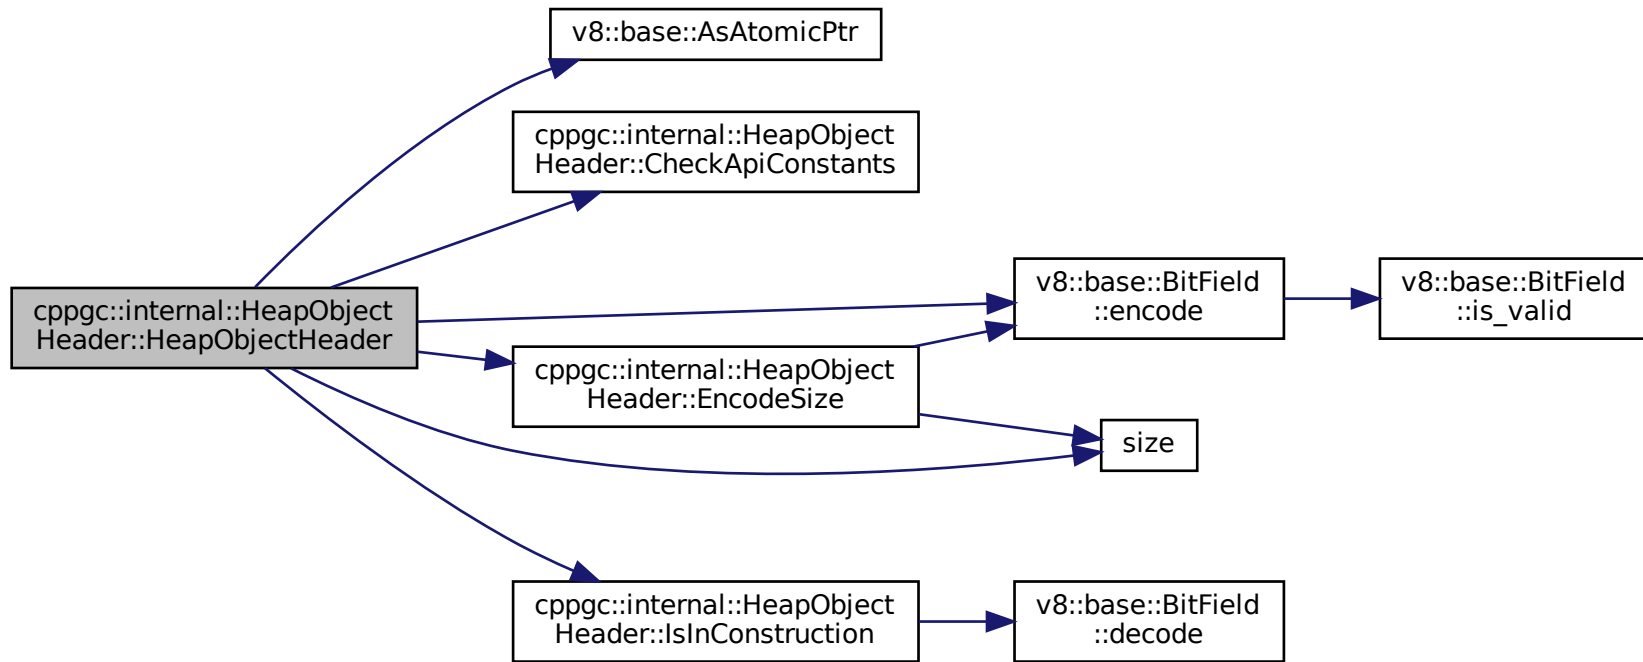 v8::base::AsAtomicPtr
cppgc::internal::HeapObject
Header::CheckApiConstants
cppgc::internal::HeapObject
Header::HeapObjectHeader
v8::base::BitField
::encode
v8::base::BitField
::is_valid
cppgc::internal::HeapObject
Header::EncodeSize
size
cppgc::internal::HeapObject
Header::IsInConstruction
v8::base::BitField
::decode